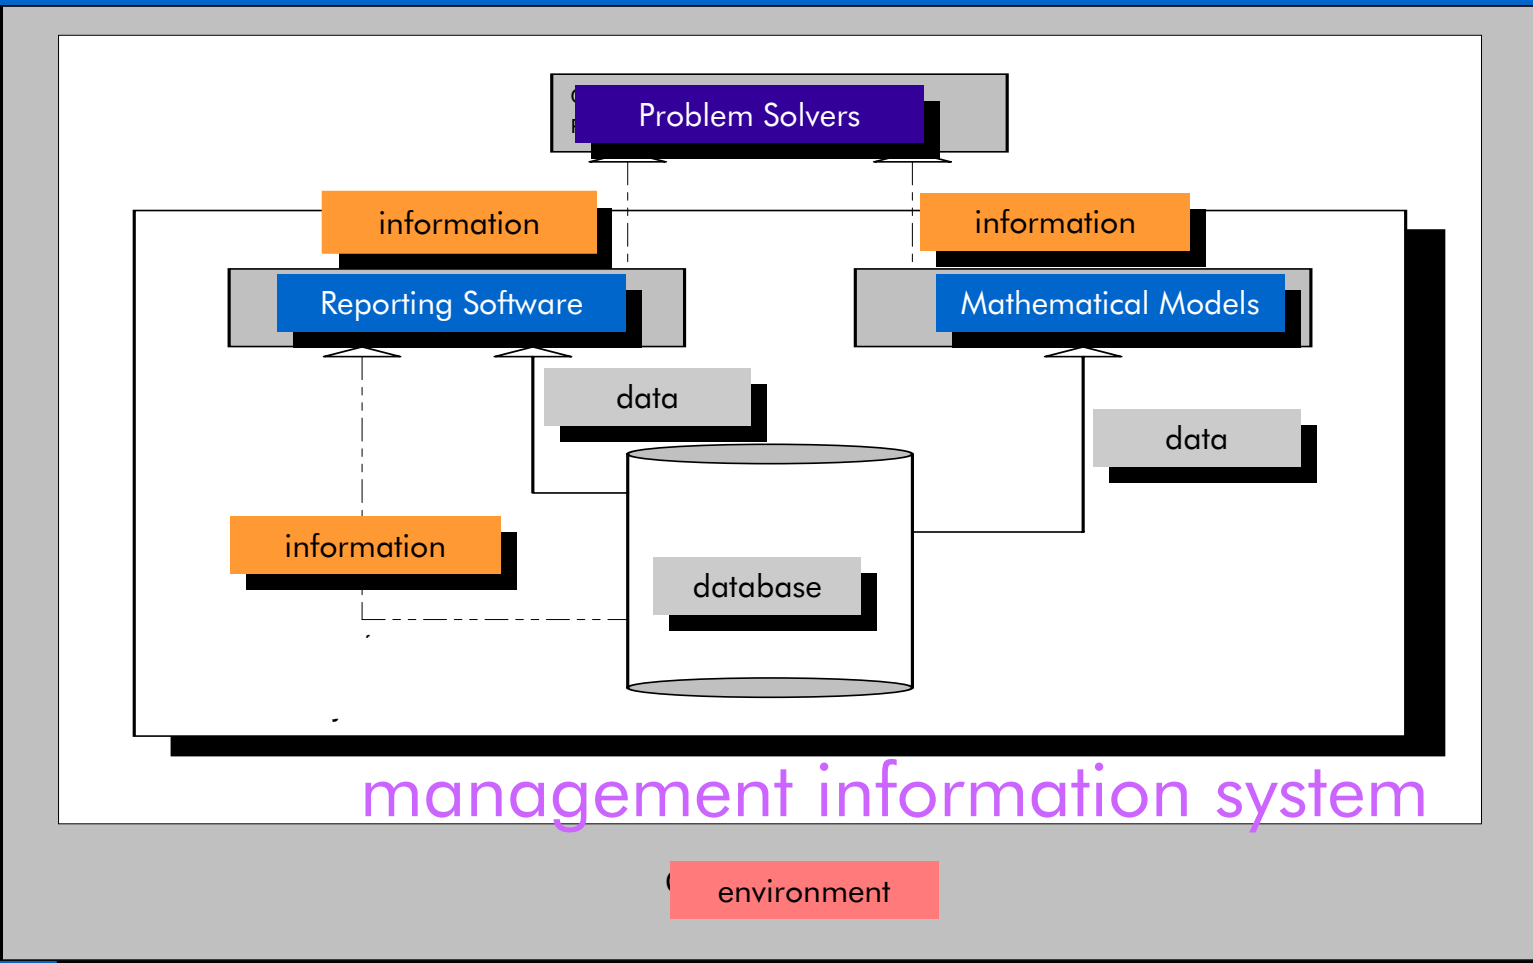 Problem Solvers
information
information
Reporting Software
Mathematical Models
data
data
information
database
management information system
environment